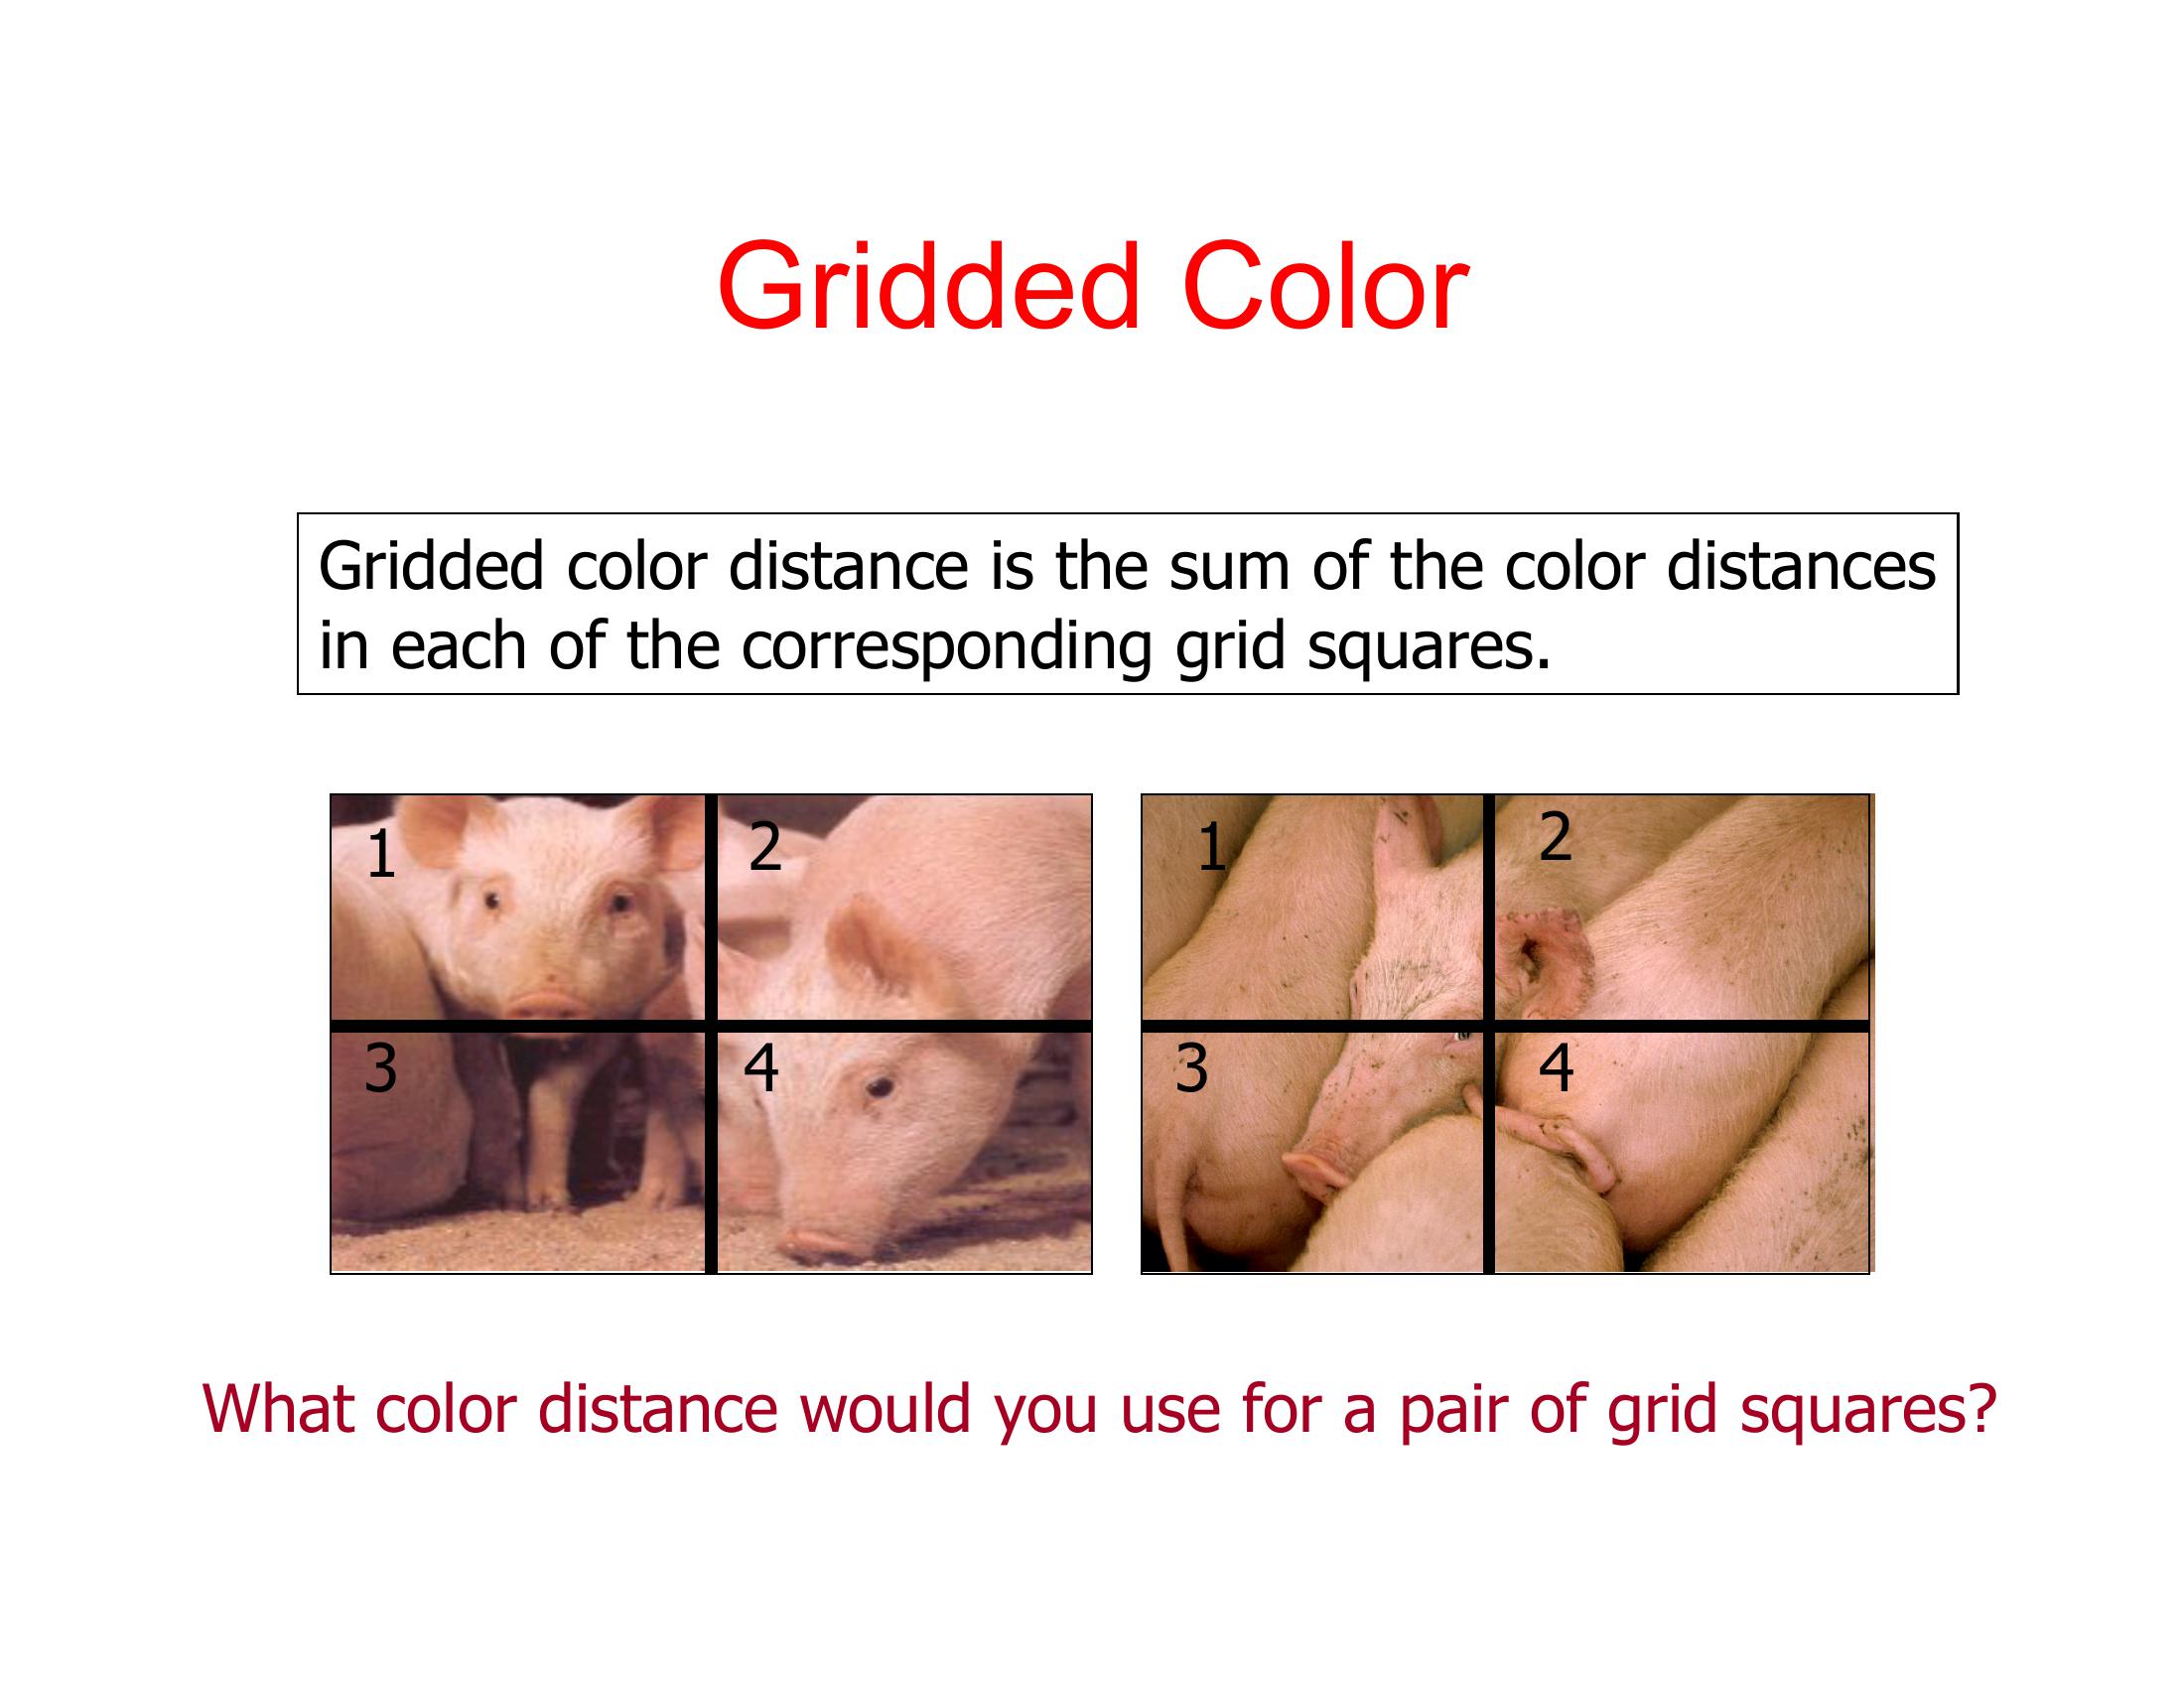 Gridded Color
Gridded color distance is the sum of the color distances
in each of the corresponding grid squares.
1 2 1 2
3 4 3 4
What color distance would you use for a pair of grid squares?